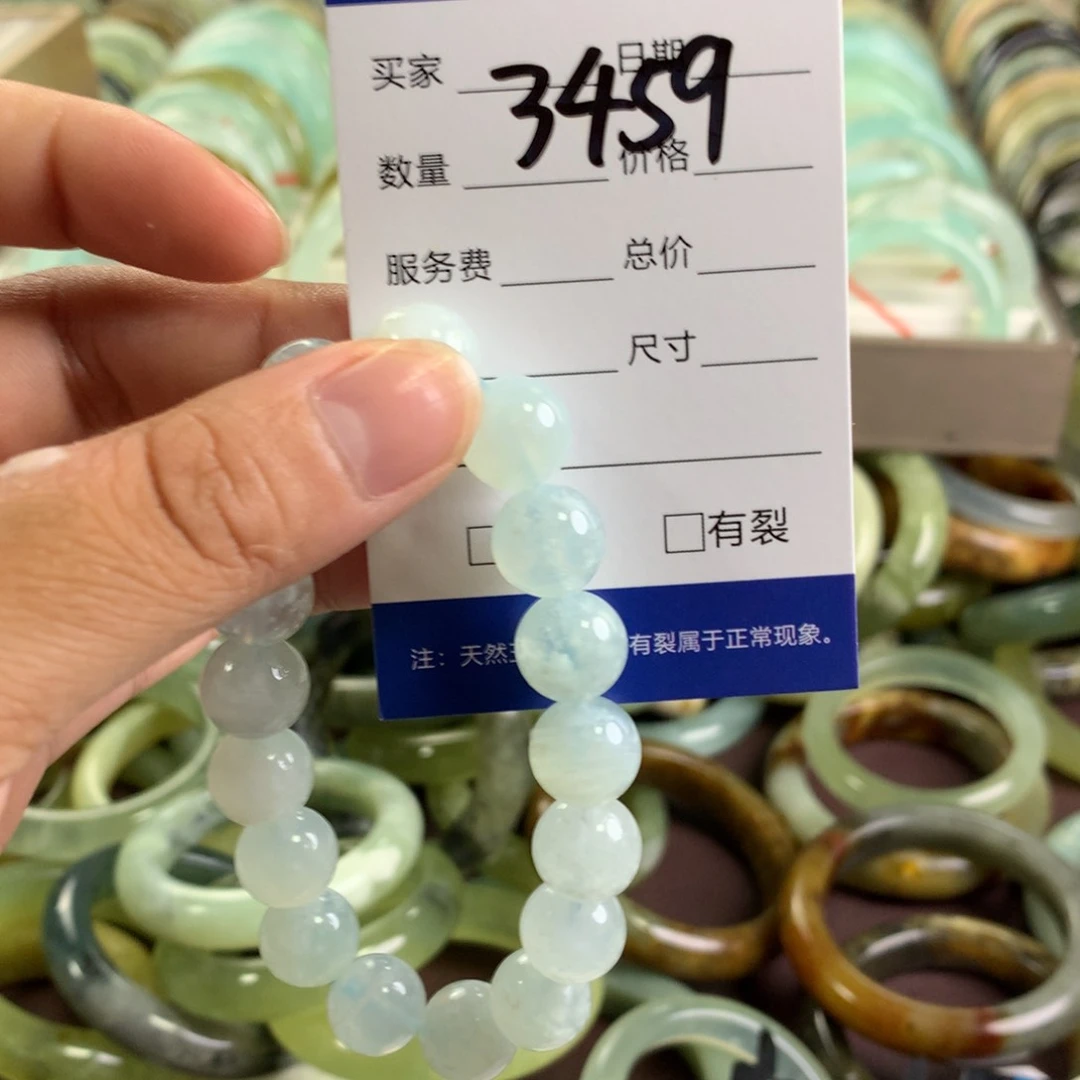 买家 日期
3459
数量 价格
服务费 总价
尺寸
有裂
注：天然 有裂属于正常现象。